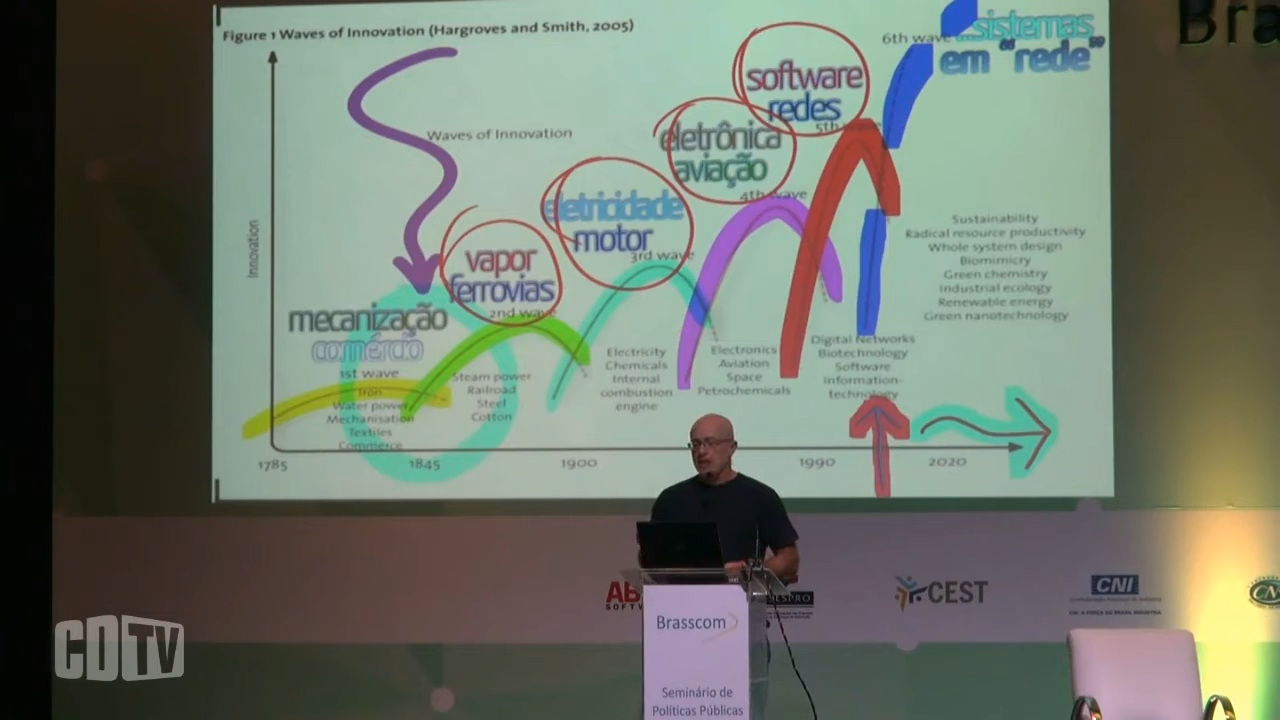 Figure 1 Waves of Innovation (Hargroves and Smith, 2005)
Bra
6th wave
sistemas
em "rede"
software
redes
5th
Waves of Innovation
eletrônica
aviação
4th wave
eletricidade
motor
3rd wave
Innovation
vapor
ferrovias
2nd wave
mecanização
comércio
1st wave
Iron
Water power
Mechanisation
Textiles
Commerce
Steam power
Railroad
Steel
Cotton
Electricity
Chemicals
Internal
combustion
engine
Electronics
Aviation
Space
Petrochemicals
Digital Networks
Biotechnology
Software
Information-
technology
Sustainability
Radical resource productivity
Whole system design
Biomimicry
Green chemistry
Industrial ecology
Renewable energy
Green nanotechnology
1785
1845
1900
1990
2020
CEST
CNI
Brasscom
Seminário de
Políticas Públicas
CDTV